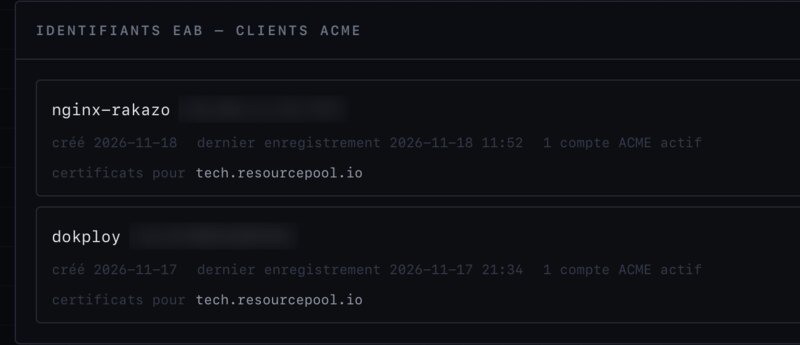 IDENTIFIANTS EAB — CLIENTS ACME
nginx-rakazo
créé 2026-11-18 dernier enregistrement 2026-11-18 11:52 1 compte ACME actif
certificats pour tech.resourcepool.io
dokploy
créé 2026-11-17 dernier enregistrement 2026-11-17 21:34 1 compte ACME actif
certificats pour tech.resourcepool.io